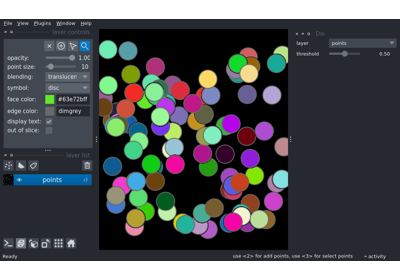 File View Plugins Window Help
layer controls
opacity: 1.00
point size: 10
blending: translucen
symbol: disc
face color: #63e72bff
edge color: dimgrey
display text:
out of slice:
layer list
points
Do
layer points
threshold 0.50
Ready
use <2> for add points, use <3> for select points
activity